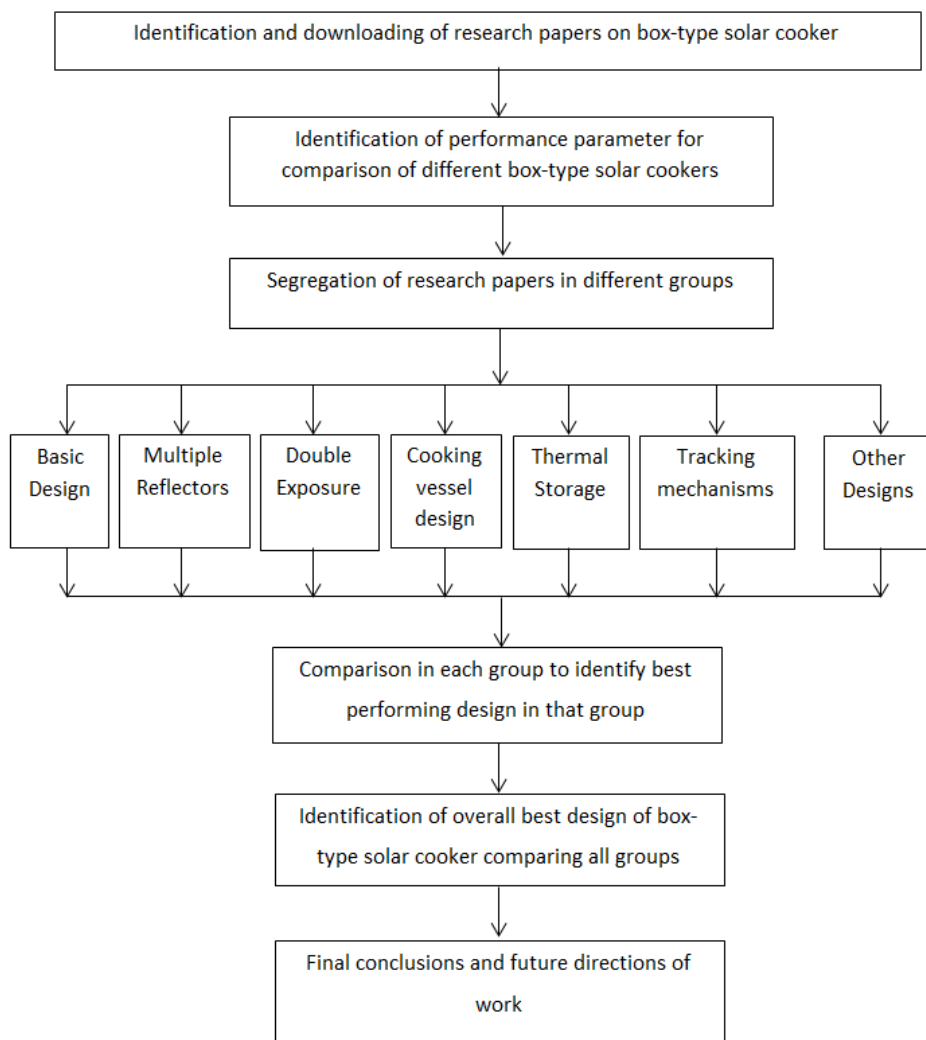 Identification and downloading of research papers on box-type solar cooker
Identification of performance parameter for
comparison of different box-type solar cookers
Segregation of research papers in different groups
Basic
Design
Multiple
Reflectors
Double
Exposure
Cooking
vessel
design
Thermal
Storage
Tracking
mechanisms
Other
Designs
Comparison in each group to identify best
performing design in that group
Identification of overall best design of box-
type solar cooker comparing all groups
Final conclusions and future directions of
work